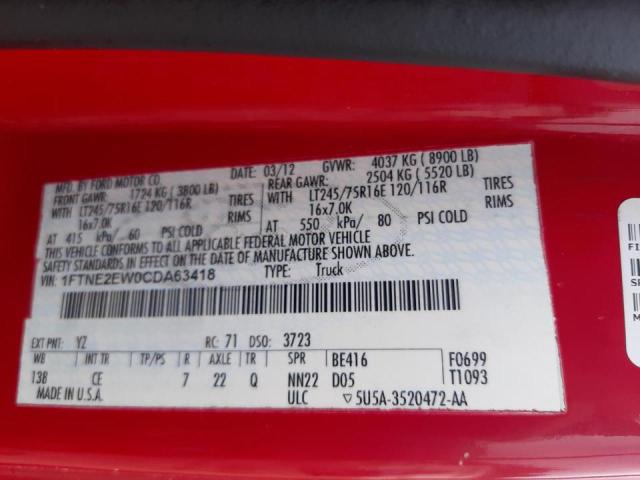 MFD. BY FORD MOTOR CO.
DATE: 03/12 GVWR: 4037 KG ( 8900 LB)
FRONT GAWR: 1724 KG ( 3800 LB) REAR GAWR: 2504 KG ( 5520 LB)
WITH LT245/75R16E 120/116R TIRES WITH LT245/75R16E 120/116R TIRES
16x7.0K RIMS 16x7.0K RIMS
AT 415 kPa/ 60 PSI COLD AT 550 kPa/ 80 PSI COLD
THIS VEHICLE CONFORMS TO ALL APPLICABLE FEDERAL MOTOR VEHICLE
SAFETY STANDARDS IN EFFECT ON THE DATE OF MANUFACTURE SHOWN ABOVE.
VIN: 1FTNE2EW0CDA63418 TYPE: Truck
EXT PNT: YZ RC: 71 DSO: 3723
WB INT TR TP/PS R AXLE TR SPR BE416 F0699
138 CE 7 22 Q NN22 D05 T1093
MADE IN U.S.A. ULC ▽5U5A-3520472-AA